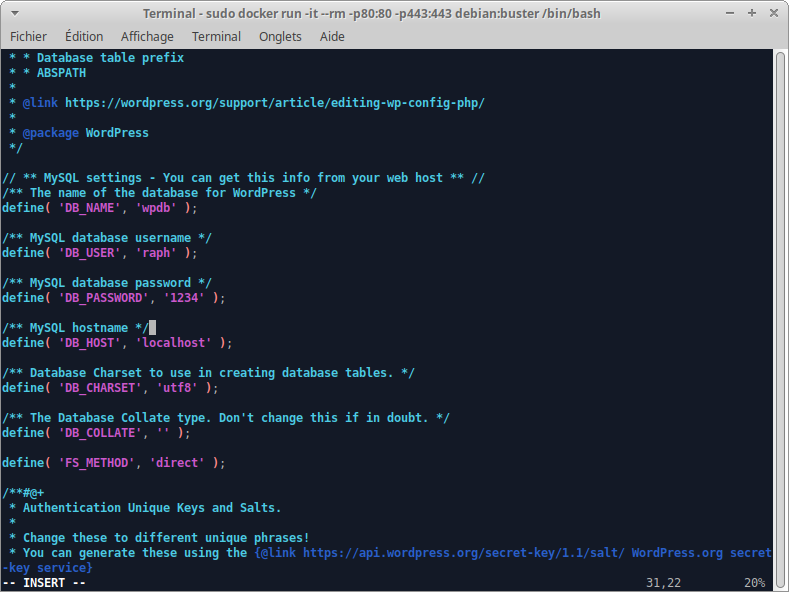 Terminal - sudo docker run -it --rm -p80:80 -p443:443 debian:buster /bin/bash
Fichier Édition Affichage Terminal Onglets Aide
 * * Database table prefix
 * * ABSPATH
 *
 * @link https://wordpress.org/support/article/editing-wp-config-php/
 *
 * @package WordPress
 */

// ** MySQL settings - You can get this info from your web host ** //
/** The name of the database for WordPress */
define( 'DB_NAME', 'wpdb' );

/** MySQL database username */
define( 'DB_USER', 'raph' );

/** MySQL database password */
define( 'DB_PASSWORD', '1234' );

/** MySQL hostname */
define( 'DB_HOST', 'localhost' );

/** Database Charset to use in creating database tables. */
define( 'DB_CHARSET', 'utf8' );

/** The Database Collate type. Don't change this if in doubt. */
define( 'DB_COLLATE', '' );

define( 'FS_METHOD', 'direct' );

/**#@+
 * Authentication Unique Keys and Salts.
 *
 * Change these to different unique phrases!
 * You can generate these using the {@link https://api.wordpress.org/secret-key/1.1/salt/ WordPress.org secret
-key service}
-- INSERT -- 31,22 20%